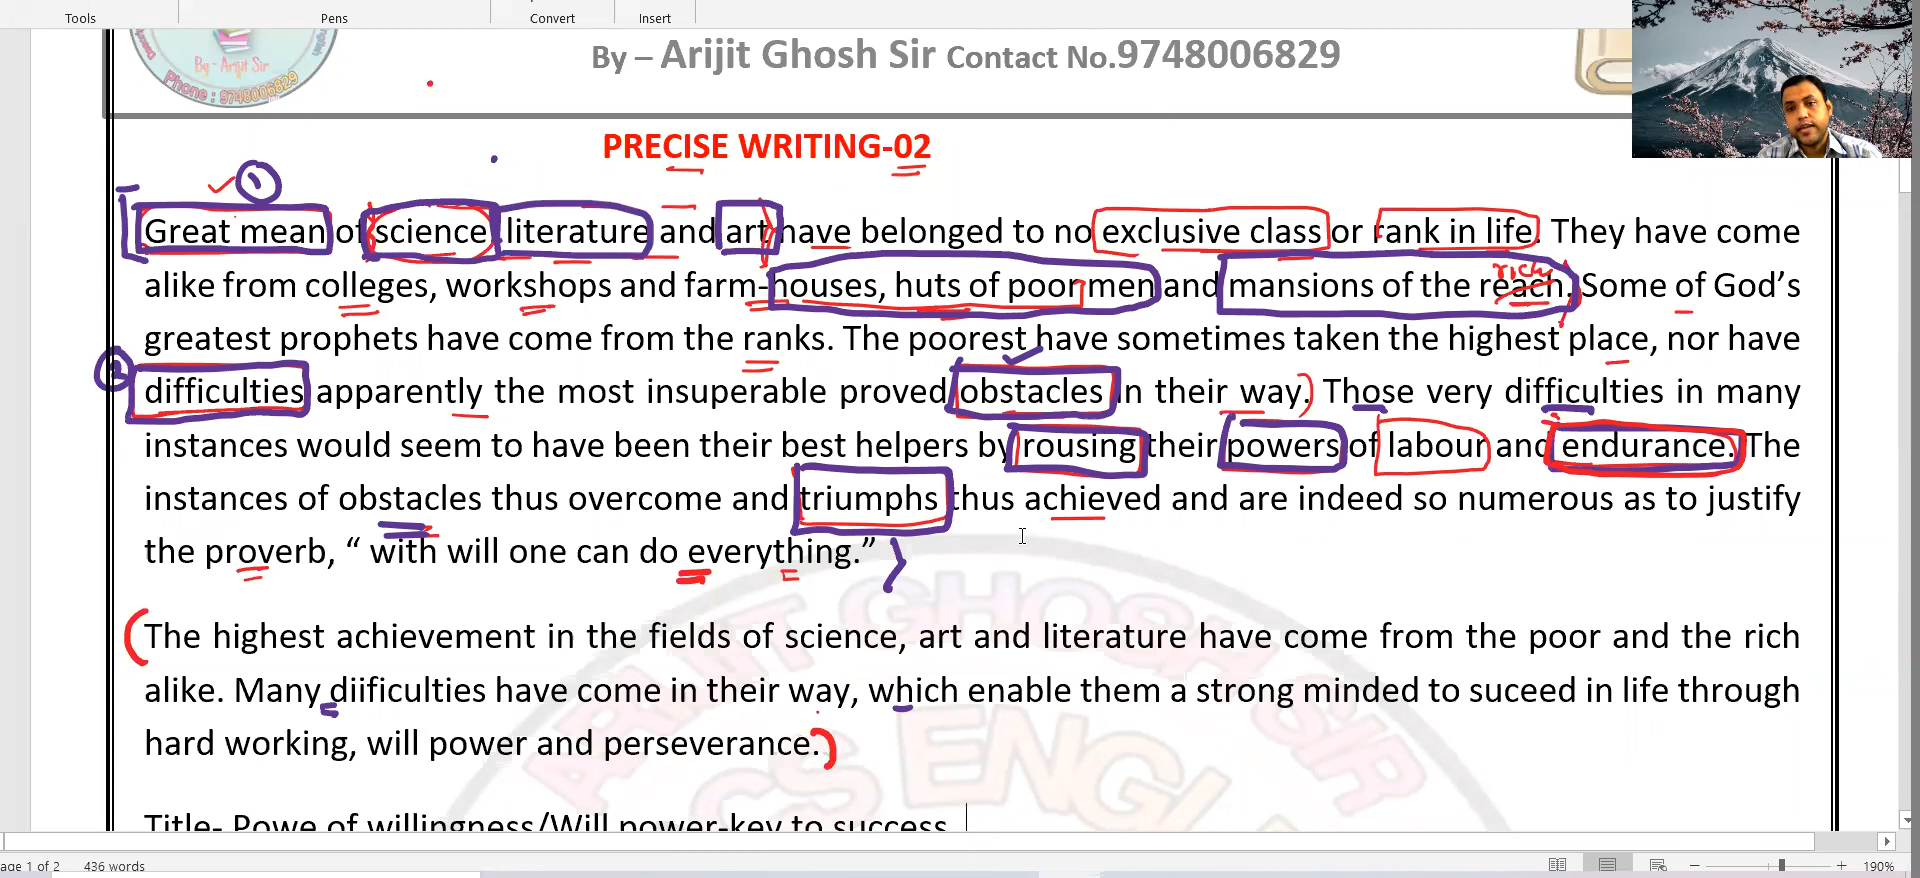 Tools Pens Convert Insert
By - Arijit Sir
Phone : 9748006829
By – Arijit Ghosh Sir Contact No.9748006829
PRECISE WRITING-02
1
Great mean of science literature and art have belonged to no exclusive class or rank in life. They have come
rich
alike from colleges, workshops and farm-houses, huts of poor men and mansions of the reach. Some of God's
greatest prophets have come from the ranks. The poorest have sometimes taken the highest place, nor have
difficulties apparently the most insuperable proved obstacles in their way. Those very difficulties in many
instances would seem to have been their best helpers by rousing their powers of labour and endurance. The
instances of obstacles thus overcome and triumphs thus achieved and are indeed so numerous as to justify
the proverb, “ with will one can do everything.”
The highest achievement in the fields of science, art and literature have come from the poor and the rich
alike. Many diificulties have come in their way, which enable them a strong minded to suceed in life through
hard working, will power and perseverance.
Title- Powe of willingness/Will power-key to success
ARIJIT GHOSH SIR
CS ENGL
age 1 of 2 436 words 190%